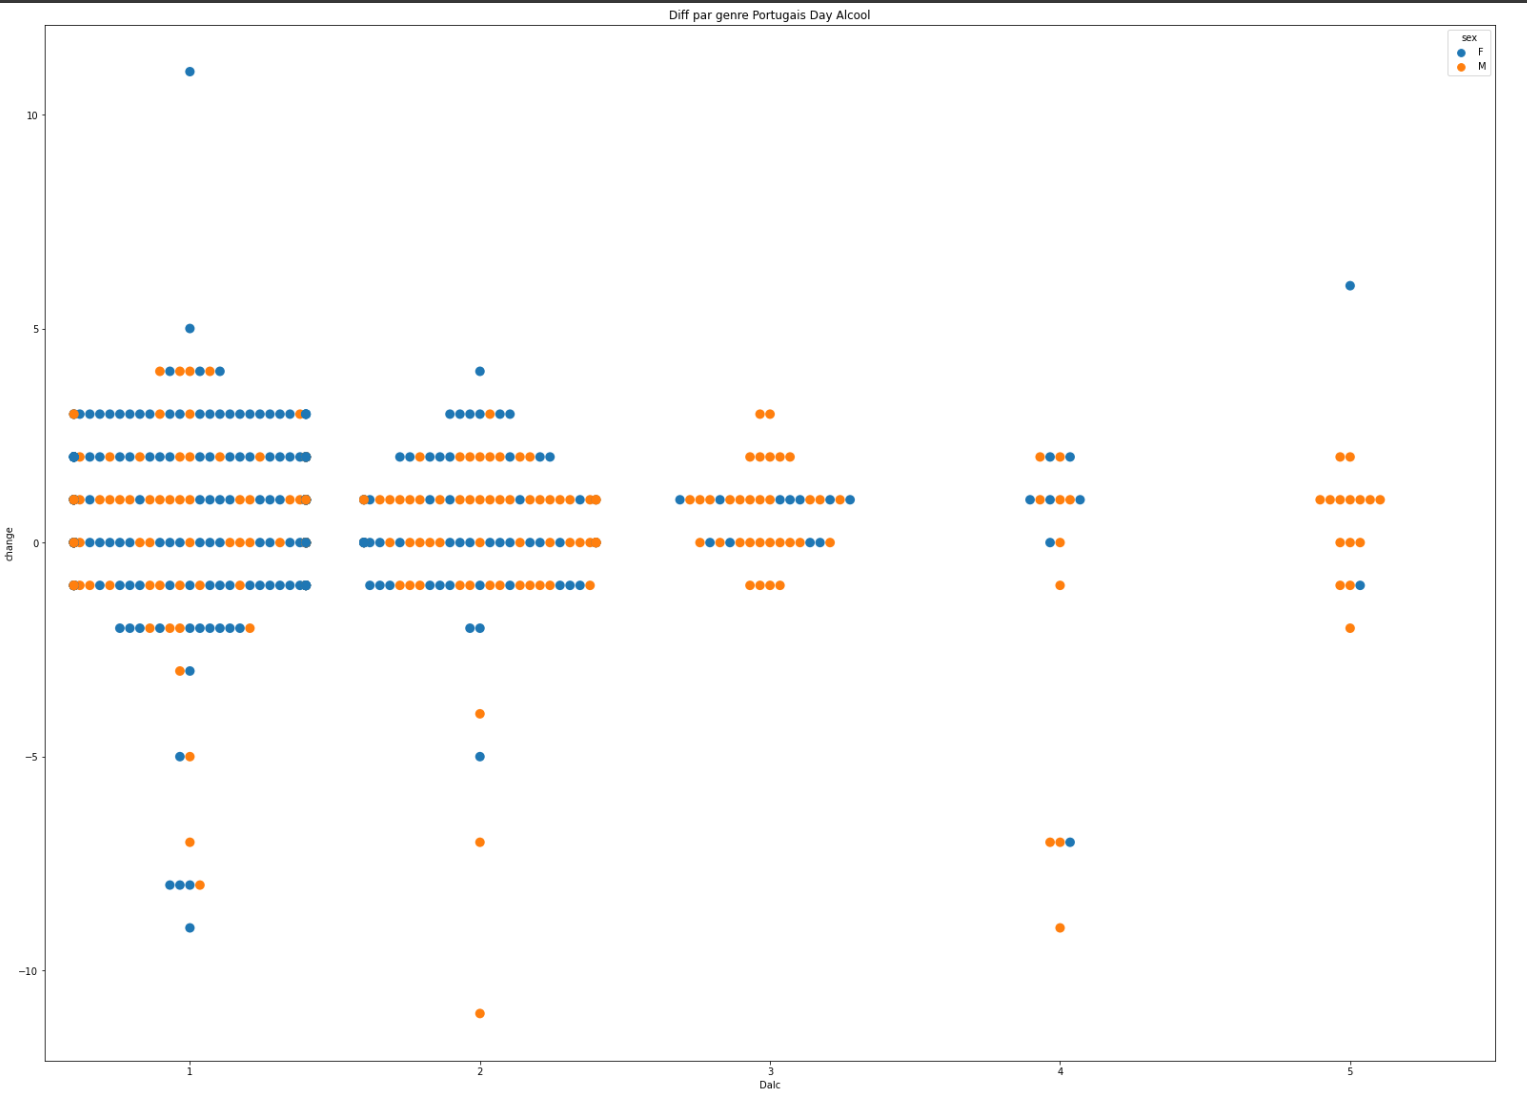 Diff par genre Portugais Day Alcool
sex
F
M
10
5
0
−5
−10
change
1 2 3 4 5
Dalc